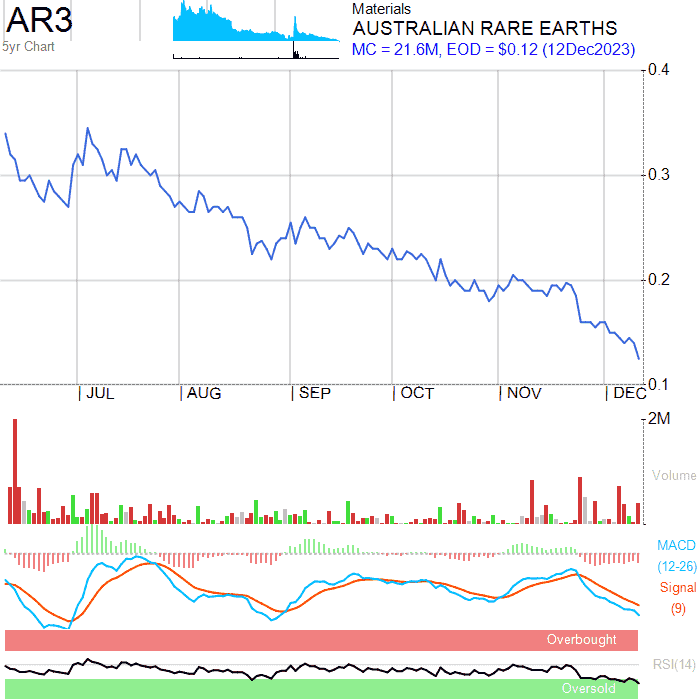 AR3
5yr Chart
Materials
AUSTRALIAN RARE EARTHS
MC = 21.6M, EOD = $0.12 (12Dec2023)
0.4
0.3
0.2
0.1
JUL
AUG
SEP
OCT
NOV
DEC
2M
Volume
MACD
(12-26)
Signal
(9)
Overbought
RSI(14)
Oversold